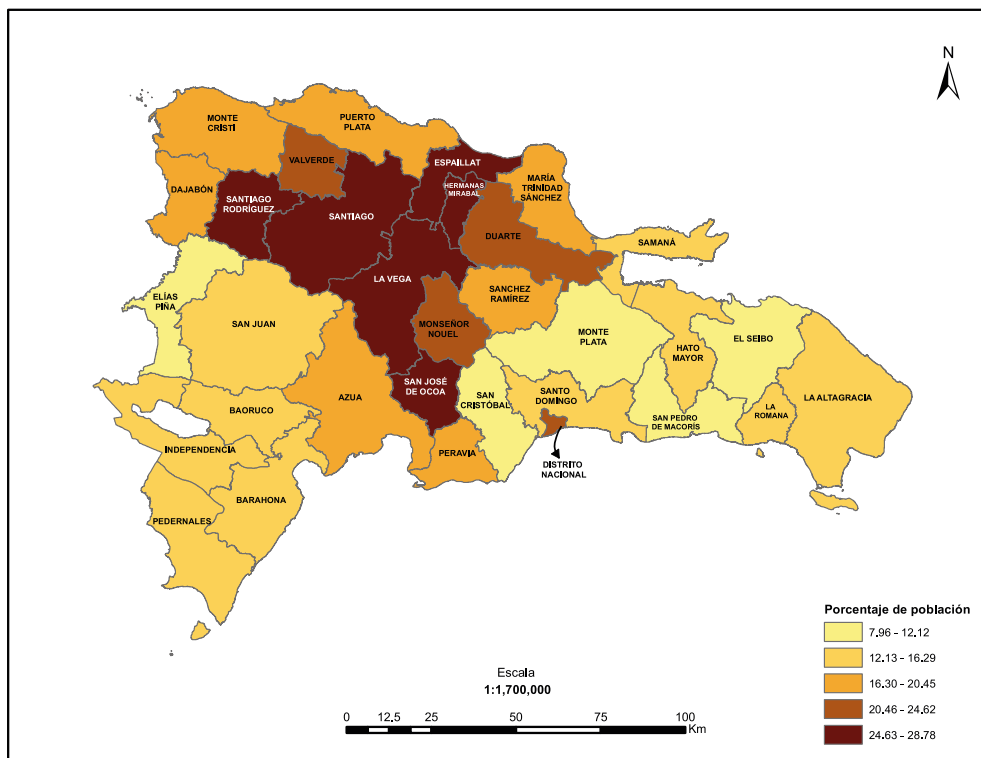 N
MONTE
CRISTÍ
PUERTO
PLATA
VALVERDE
ESPAILLAT
HERMANAS
MIRABAL
MARÍA
TRINIDAD
SÁNCHEZ
DAJABÓN
SANTIAGO
RODRÍGUEZ
SANTIAGO
DUARTE
SAMANÁ
LA VEGA
SANCHEZ
RAMÍREZ
ELÍAS
PIÑA
SAN JUAN
MONSEÑOR
NOUEL
MONTE
PLATA
EL SEIBO
HATO
MAYOR
SAN JOSÉ
DE OCOA
SAN
CRISTÓBAL
SANTO
DOMINGO
AZUA
BAORUCO
LA ALTAGRACIA
LA
ROMANA
SAN PEDRO
DE MACORÍS
INDEPENDENCIA
PERAVIA
DISTRITO
NACIONAL
BARAHONA
PEDERNALES
Porcentaje de población
7.96 - 12.12
12.13 - 16.29
16.30 - 20.45
20.46 - 24.62
24.63 - 28.78
Escala
1:1,700,000
0 12.5 25 50 75 100
Km